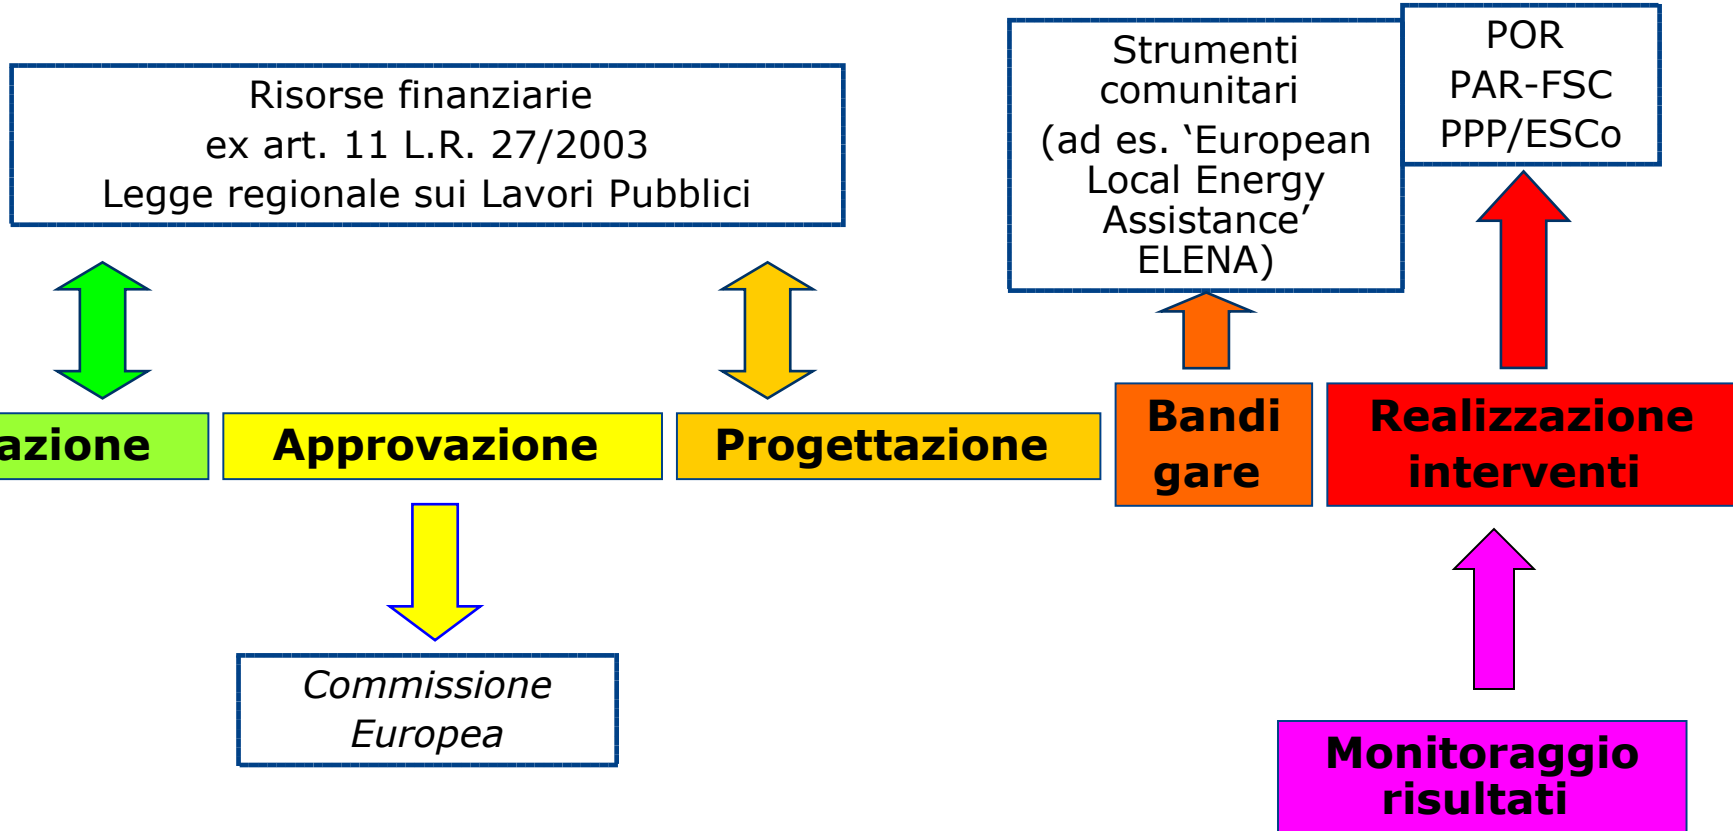 Risorse finanziarie
ex art. 11 L.R. 27/2003
Legge regionale sui Lavori Pubblici
Strumenti
comunitari
(ad es. ‘European
Local Energy
Assistance’
ELENA)
POR
PAR-FSC
PPP/ESCo
azione
Approvazione
Progettazione
Bandi
gare
Realizzazione
interventi
Commissione
Europea
Monitoraggio
risultati